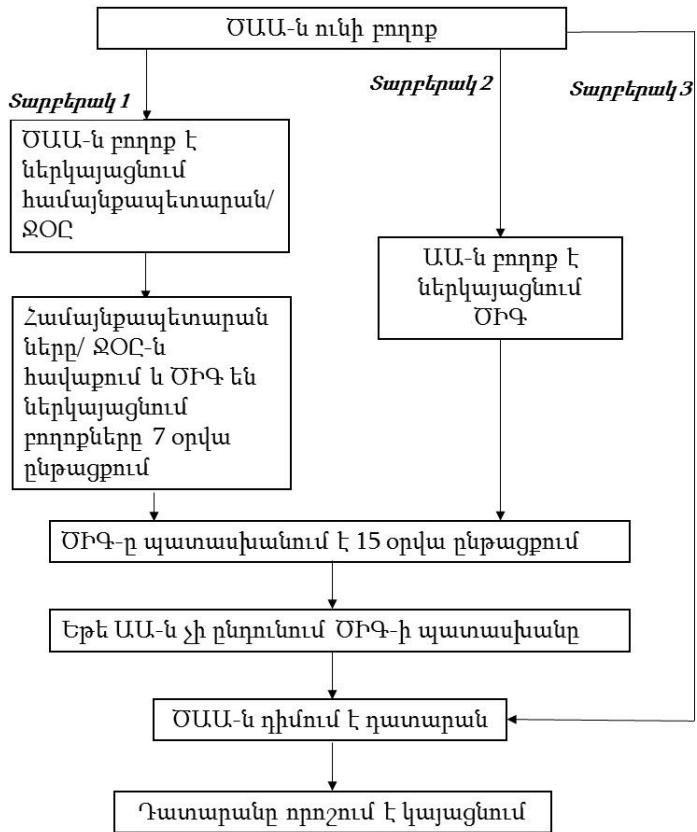 ԾԱԱ-ն ունի բողոք
Տարբերակ 1
Տարբերակ 2
Տարբերակ 3
ԾԱԱ-ն բողոք է
ներկայացնում
համայնքապետարան/
ՋՕԸ
ԱԱ-ն բողոք է
ներկայացնում
ԾԻԳ
Համայնքապետարան
ները/ ՋՕԸ-ն
հավաքում և ԾԻԳ են
ներկայացնում
բողոքները 7 օրվա
ընթացքում
ԾԻԳ-ը պատասխանում է 15 օրվա ընթացքում
Եթե ԱԱ-ն չի ընդունում ԾԻԳ-ի պատասխանը
ԾԱԱ-ն դիմում է դատարան
Դատարանը որոշում է կայացնում